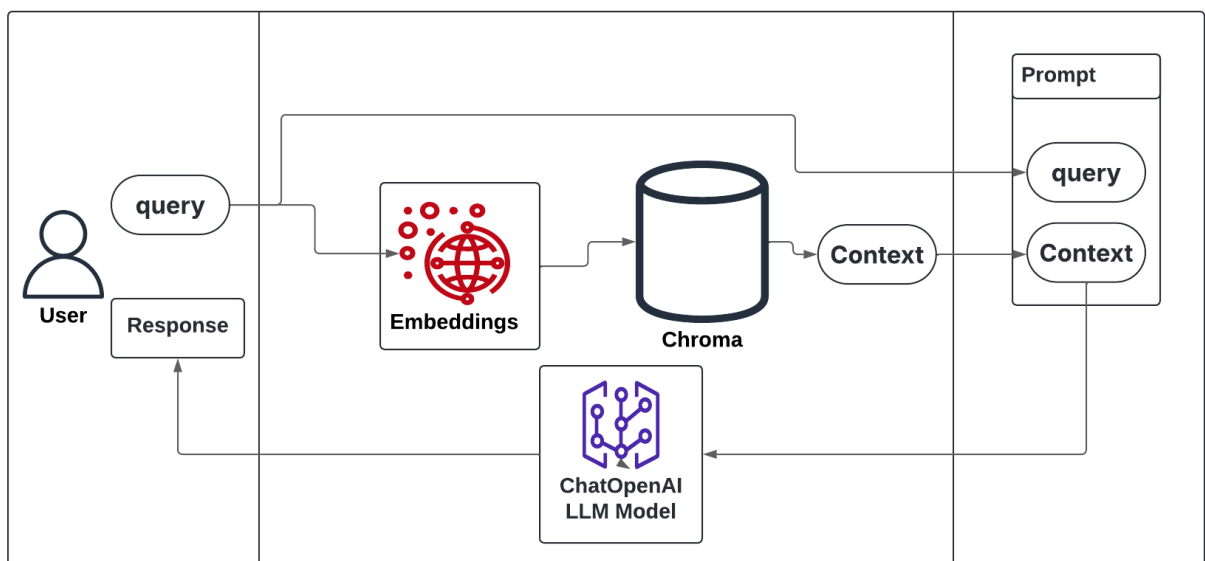 Prompt
query
query
Context
Context
User
Response
Embeddings
Chroma
ChatOpenAI
LLM Model